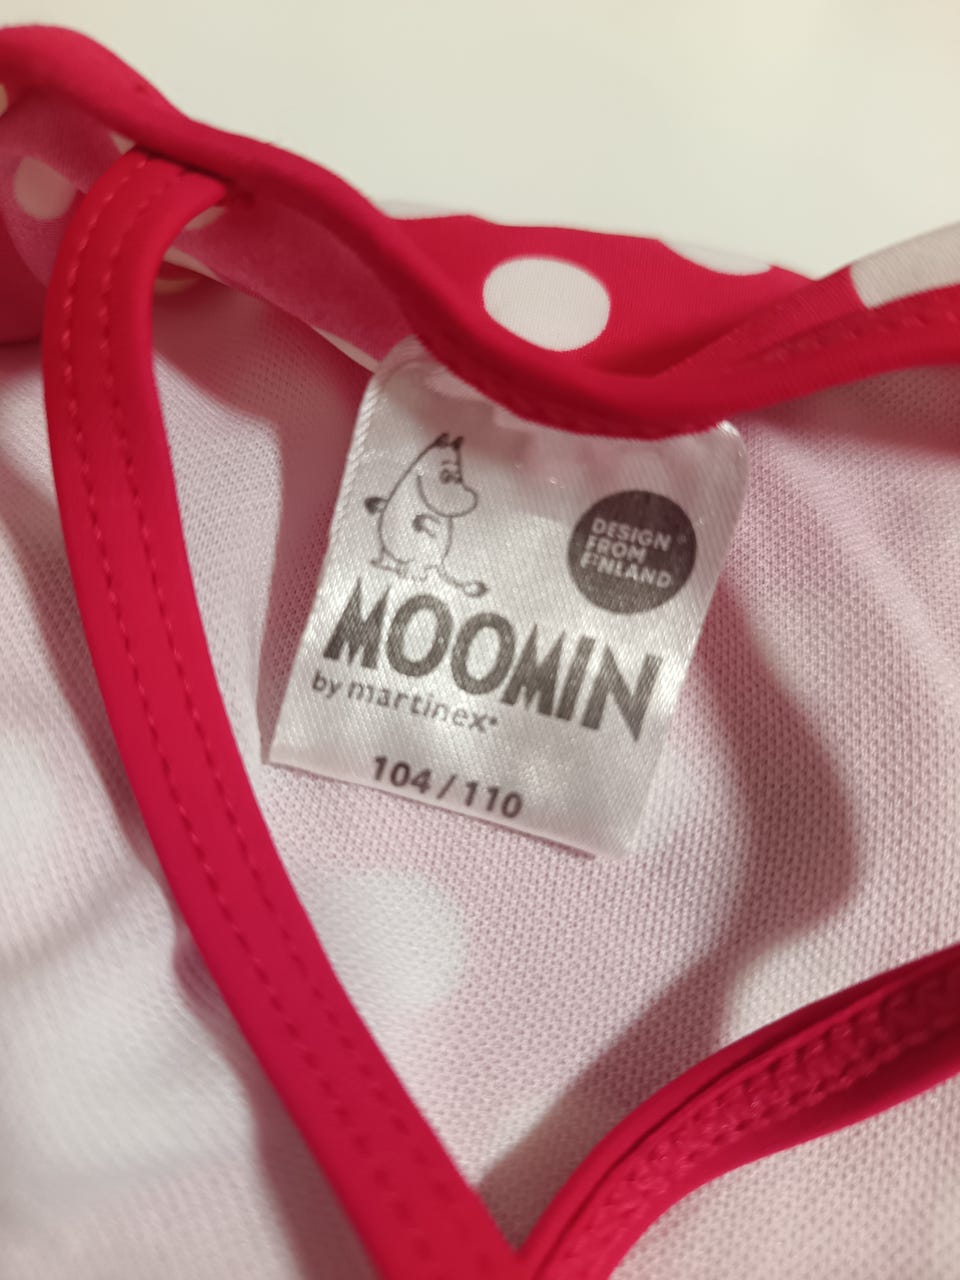 DESIGN
FROM
FINLAND
MOOMIN
by martinex®
104 / 110